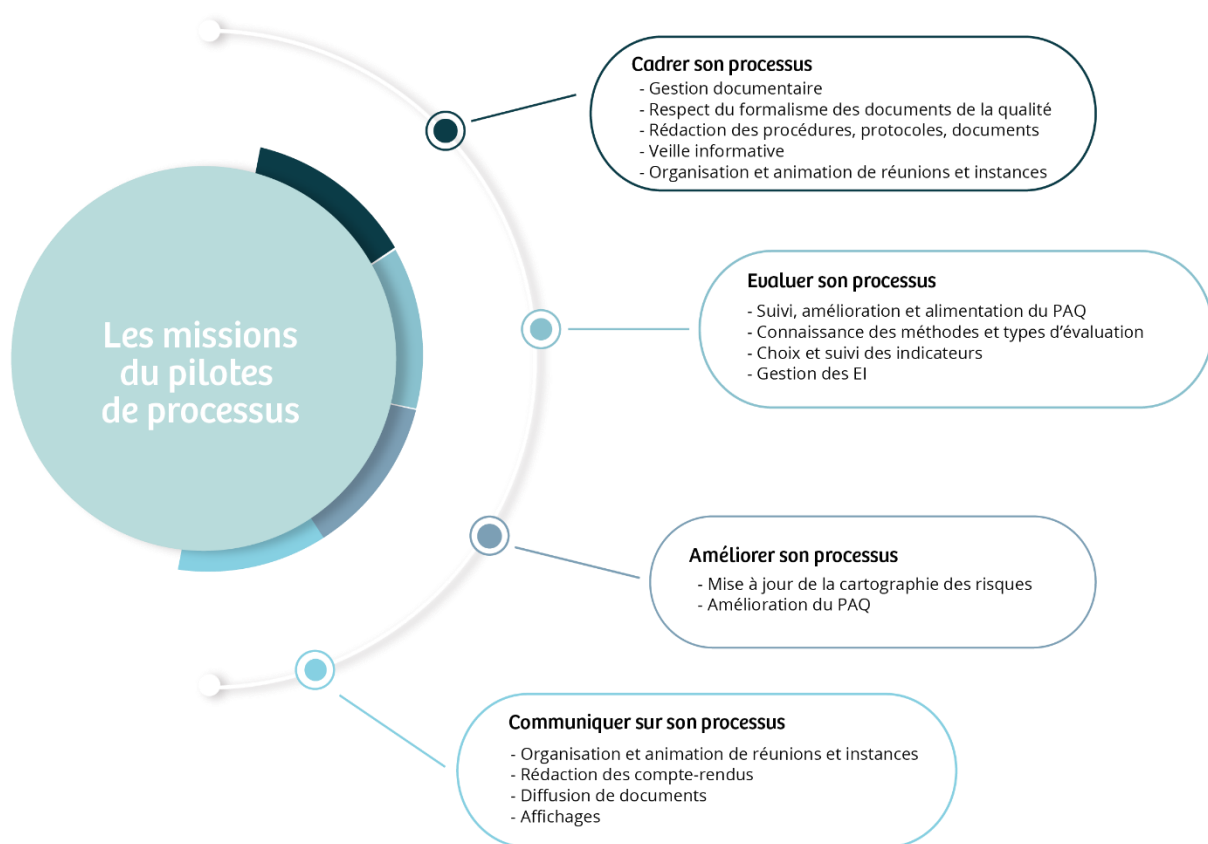 Les missions
du pilotes
de processus
Cadrer son processus
- Gestion documentaire
- Respect du formalisme des documents de la qualité
- Rédaction des procédures, protocoles, documents
- Veille informative
- Organisation et animation de réunions et instances
Evaluer son processus
- Suivi, amélioration et alimentation du PAQ
- Connaissance des méthodes et types d’évaluation
- Choix et suivi des indicateurs
- Gestion des EI
Améliorer son processus
- Mise à jour de la cartographie des risques
- Amélioration du PAQ
Communiquer sur son processus
- Organisation et animation de réunions et instances
- Rédaction des compte-rendus
- Diffusion de documents
- Affichages